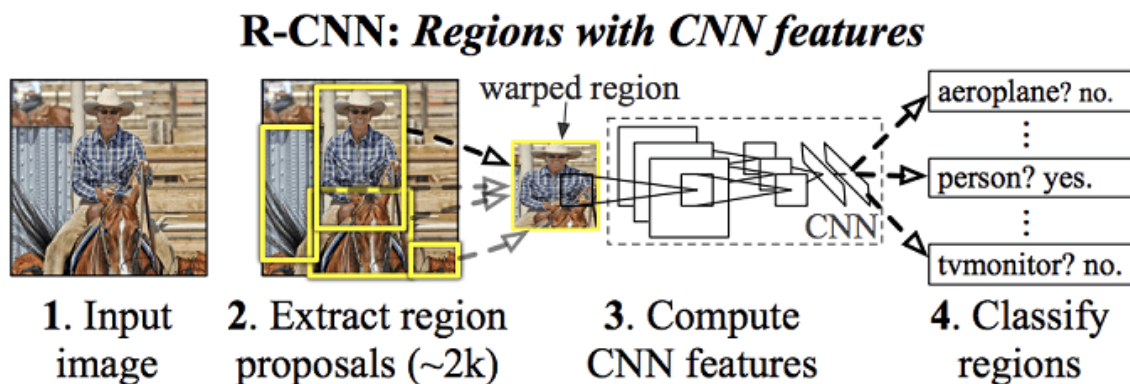 R-CNN: Regions with CNN features
warped region
aeroplane? no.
person? yes.
CNN
tvmonitor? no.
1. Input
image
2. Extract region
proposals (~2k)
3. Compute
CNN features
4. Classify
regions